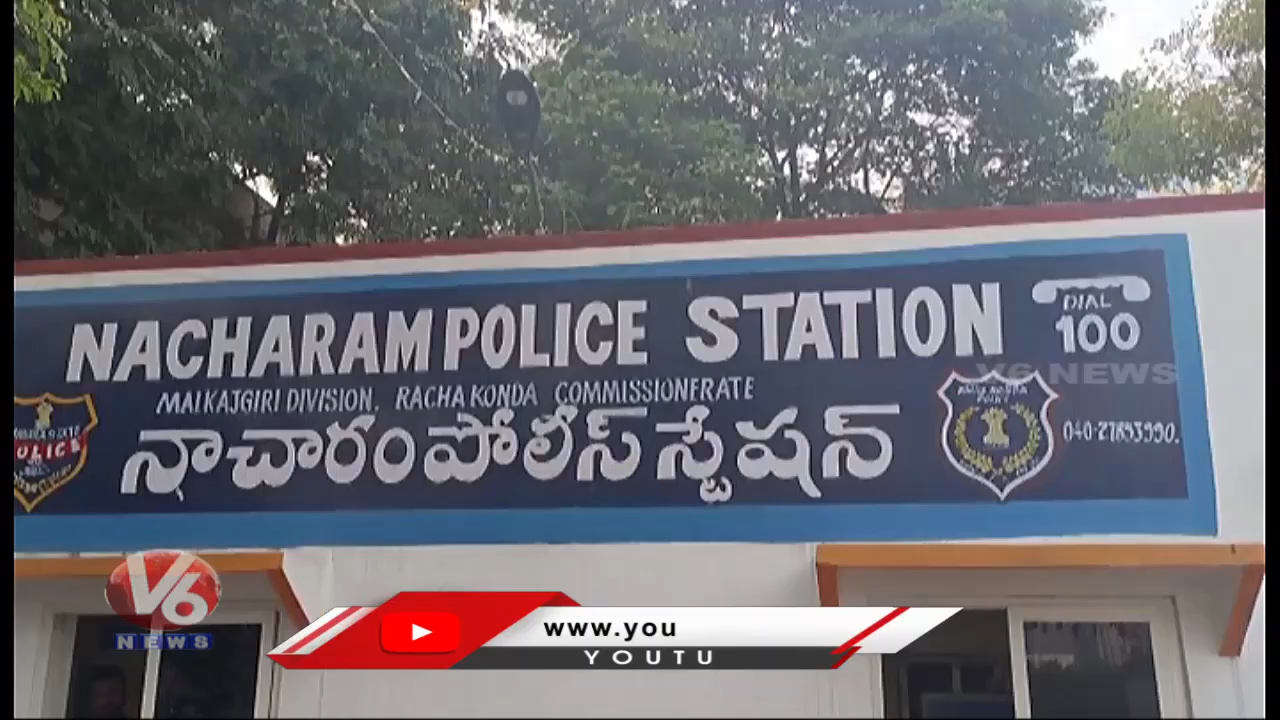 NACHARAM POLICE STATION
DIAL
100
MALKAJGIRI DIVISION, RACHA KONDA COMMISSIONERATE
నాచారం పోలీస్ స్టేషన్
POLICE
040-27853990.
V6 NEWS
V6
NEWS
www.you
YOUTU